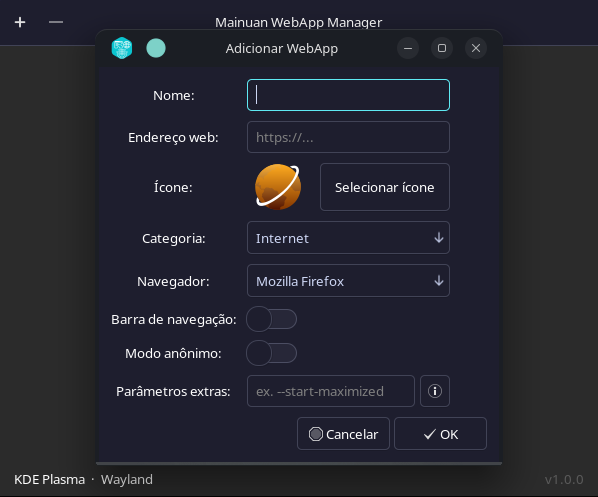 Mainuan WebApp Manager
Adicionar WebApp
Nome:
Endereço web: https://...
Ícone: Selecionar ícone
Categoria: Internet
Navegador: Mozilla Firefox
Barra de navegação:
Modo anônimo:
Parâmetros extras: ex. --start-maximized
Cancelar OK
KDE Plasma · Wayland v1.0.0